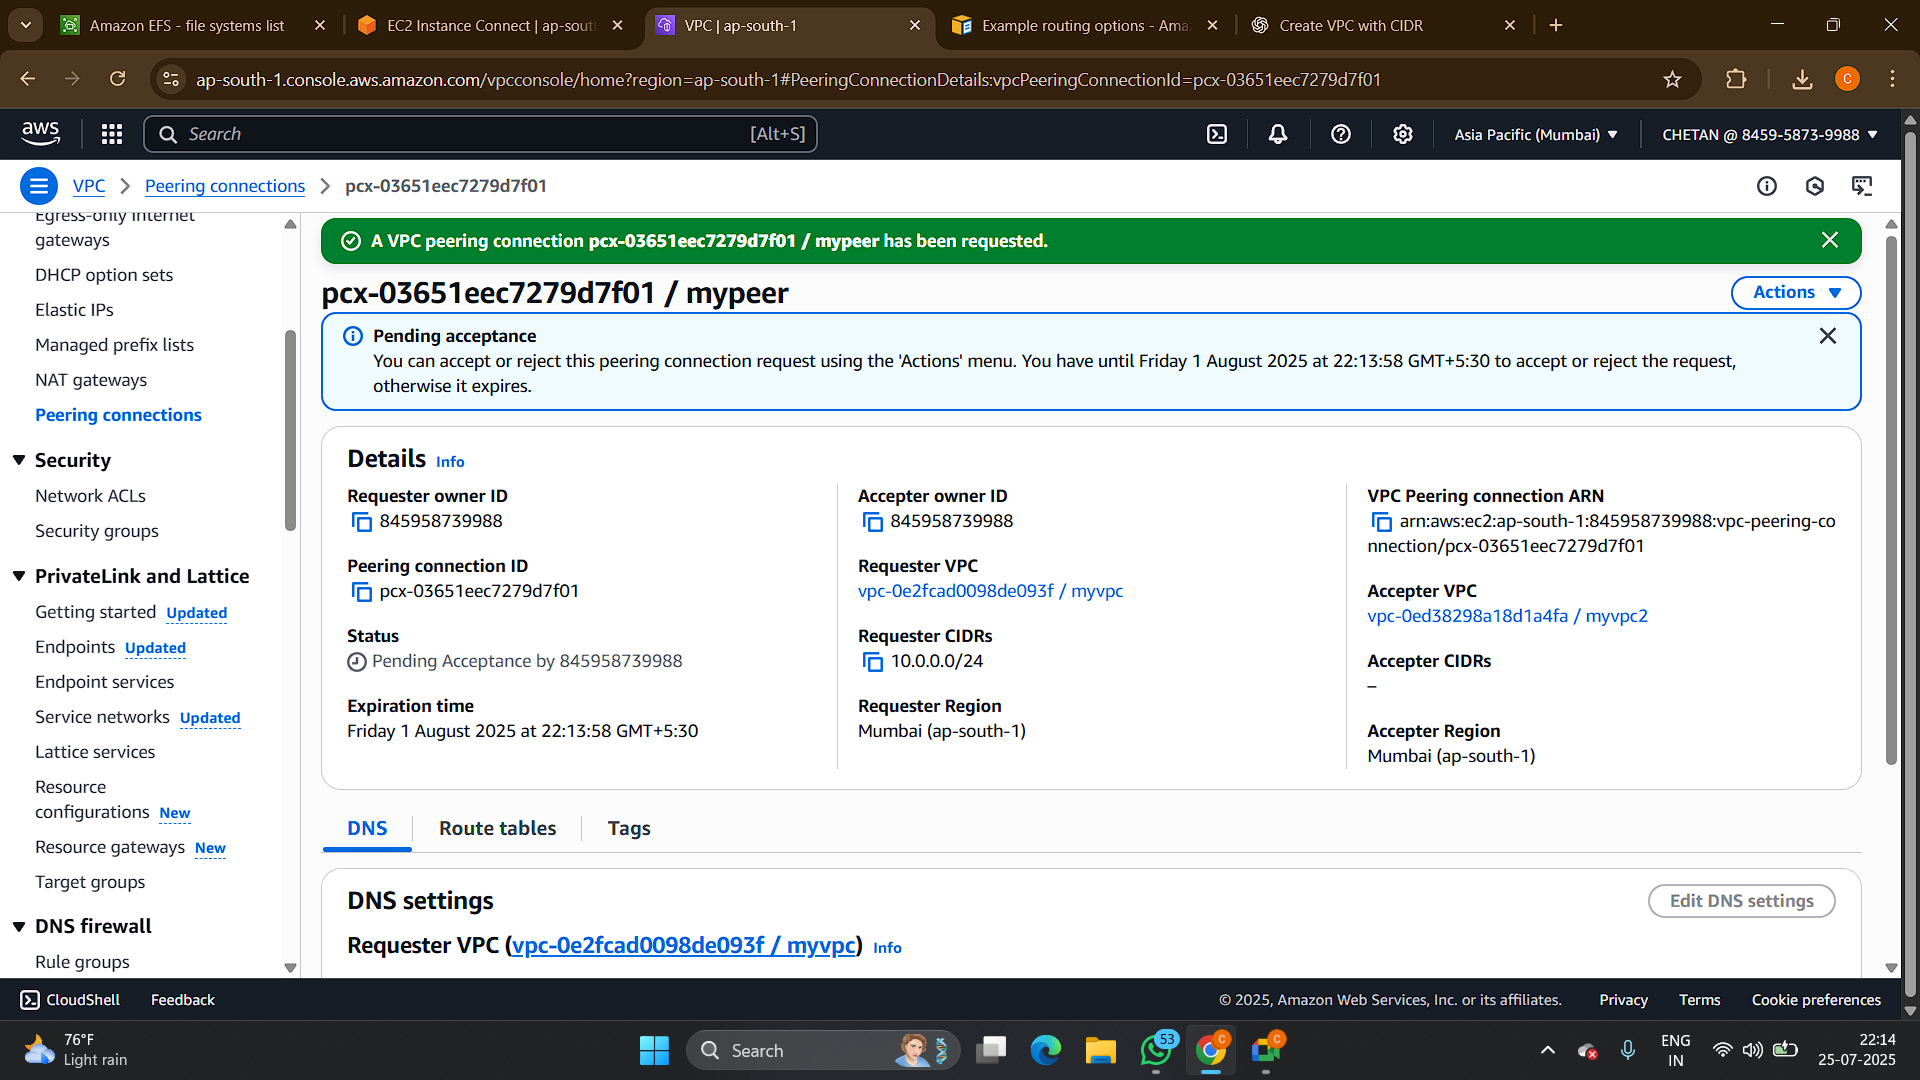 Amazon EFS - file systems list
EC2 Instance Connect | ap-sout
VPC | ap-south-1
Example routing options - Ama
Create VPC with CIDR
ap-south-1.console.aws.amazon.com/vpcconsole/home?region=ap-south-1#PeeringConnectionDetails:vpcPeeringConnectionId=pcx-03651eec7279d7f01
C
aws
Search
[Alt+S]
Asia Pacific (Mumbai)
CHETAN @ 8459-5873-9988
VPC
Peering connections
pcx-03651eec7279d7f01
Egress-only internet
gateways
DHCP option sets
Elastic IPs
Managed prefix lists
NAT gateways
Peering connections
Security
Network ACLs
Security groups
PrivateLink and Lattice
Getting started Updated
Endpoints Updated
Endpoint services
Service networks Updated
Lattice services
Resource
configurations New
Resource gateways New
Target groups
DNS firewall
Rule groups
A VPC peering connection pcx-03651eec7279d7f01 / mypeer has been requested.
pcx-03651eec7279d7f01 / mypeer
Actions
Pending acceptance
You can accept or reject this peering connection request using the 'Actions' menu. You have until Friday 1 August 2025 at 22:13:58 GMT+5:30 to accept or reject the request,
otherwise it expires.
Details Info
Requester owner ID
845958739988
Peering connection ID
pcx-03651eec7279d7f01
Status
Pending Acceptance by 845958739988
Expiration time
Friday 1 August 2025 at 22:13:58 GMT+5:30
Accepter owner ID
845958739988
Requester VPC
vpc-0e2fcad0098de093f / myvpc
Requester CIDRs
10.0.0.0/24
Requester Region
Mumbai (ap-south-1)
VPC Peering connection ARN
arn:aws:ec2:ap-south-1:845958739988:vpc-peering-co
nnection/pcx-03651eec7279d7f01
Accepter VPC
vpc-0ed38298a18d1a4fa / myvpc2
Accepter CIDRs
–
Accepter Region
Mumbai (ap-south-1)
DNS
Route tables
Tags
DNS settings
Edit DNS settings
Requester VPC (vpc-0e2fcad0098de093f / myvpc) Info
CloudShell
Feedback
© 2025, Amazon Web Services, Inc. or its affiliates.
Privacy
Terms
Cookie preferences
76°F
Light rain
Search
53
C
C
ENG
IN
22:14
25-07-2025